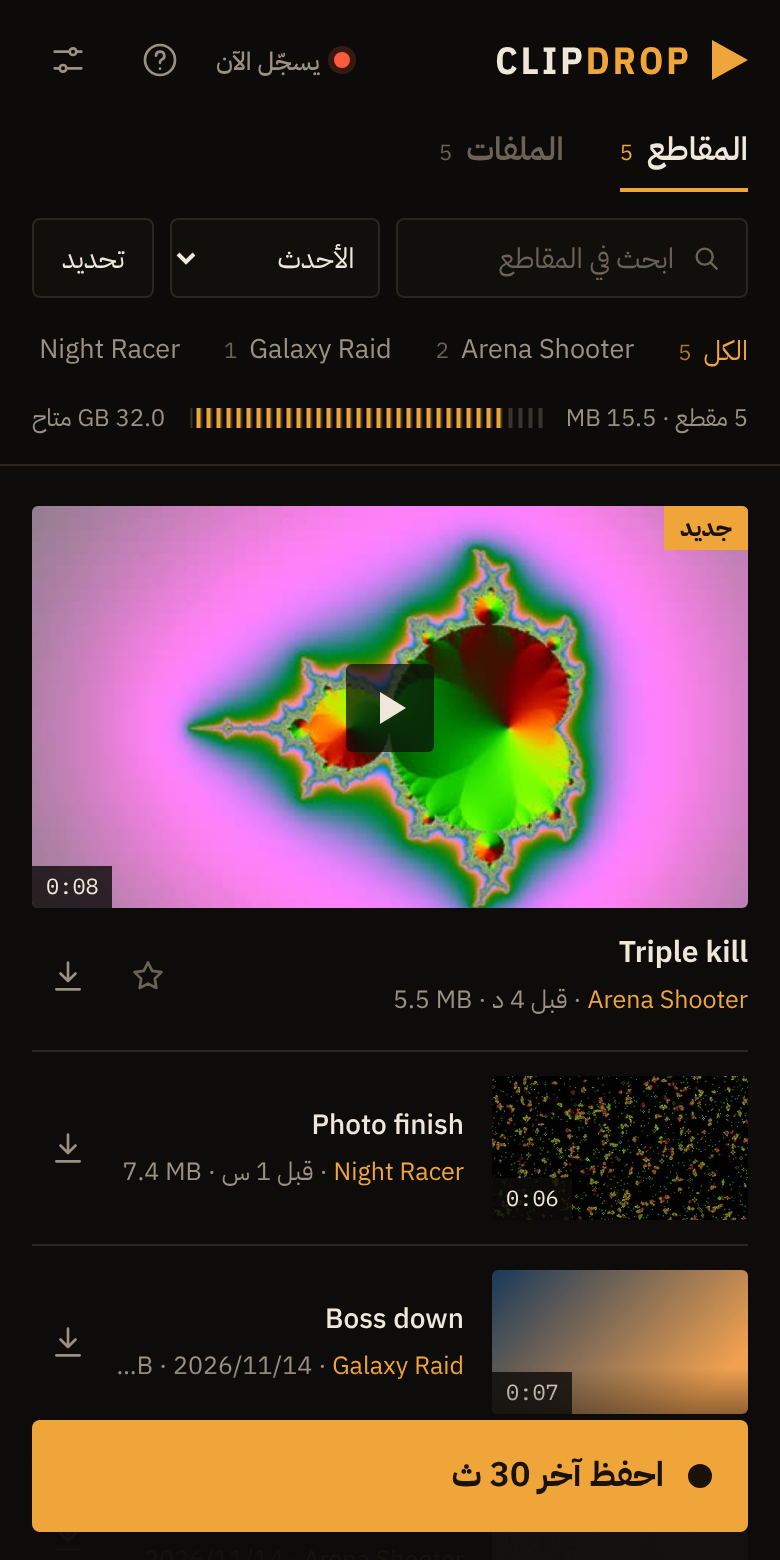 CLIPDROP
يسجّل الآن
المقاطع 5
الملفات 5
ابحث في المقاطع
الأحدث
تحديد
الكل 5
Arena Shooter 2
Galaxy Raid 1
Night Racer
5 مقطع · 15.5 MB
32.0 GB متاح
جديد
0:08
Triple kill
Arena Shooter · قبل 4 د · 5.5 MB
Photo finish
Night Racer · قبل 1 س · 7.4 MB
0:06
Boss down
Galaxy Raid · 2026/11/14 · B...
0:07
احفظ آخر 30 ث